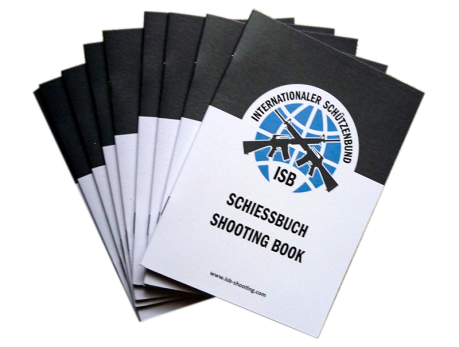 INTERNATIONALER SCHÜTZENBUND
ISB
SCHIESSBUCH
SHOOTING BOOK
www.isb-shooting.com